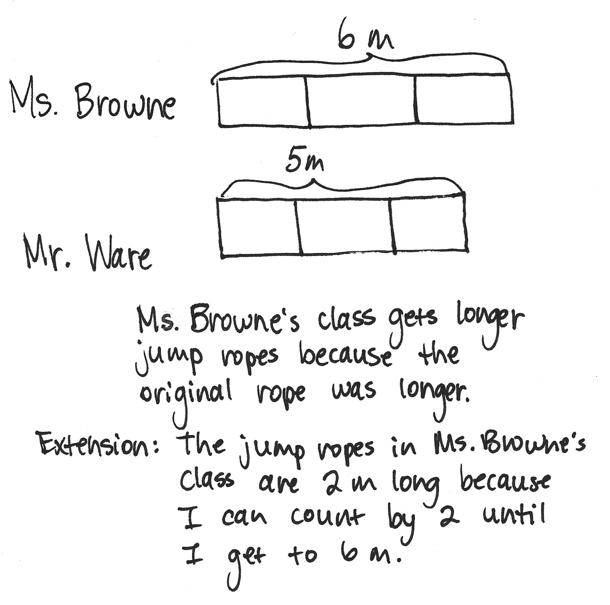 6 m
Ms. Browne
5m
Mr. Ware
Ms. Browne's class gets longer
jump ropes because the
original rope was longer.
Extension: The jump ropes in Ms. Browne's
class are 2 m long because
I can count by 2 until
I get to 6 m.